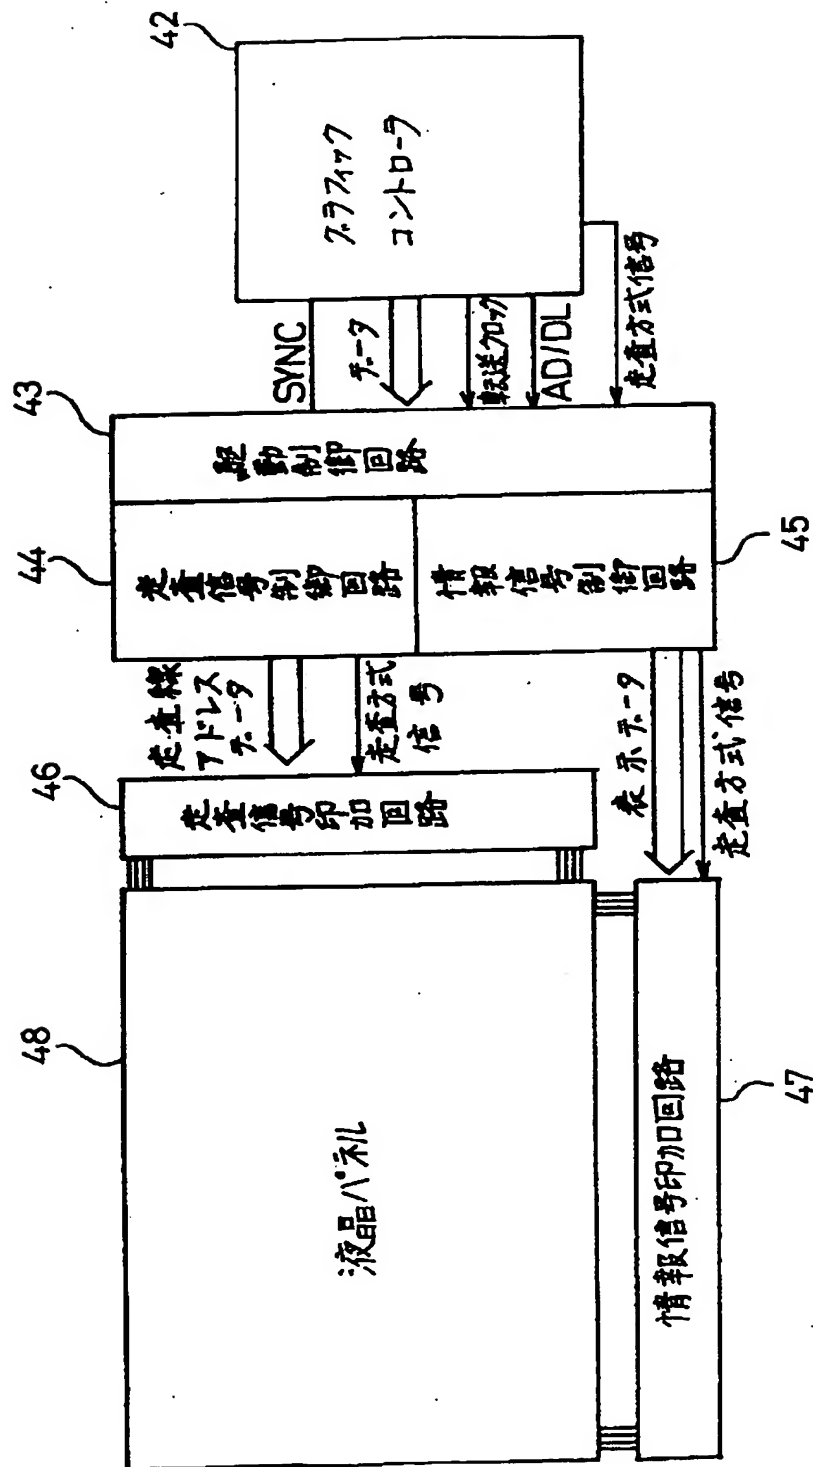 42
グラフィック
コントローラ
SYNC
データ
転送クロック
AD/DL
走査方式信号
43
駆動制御回路
44
走査信号制御回路
情報信号制御回路
45
走査線
アドレス
データ
走査方式
信号
表示データ
走査方式信号
46
走査信号印加回路
48
液晶パネル
情報信号印加回路
47